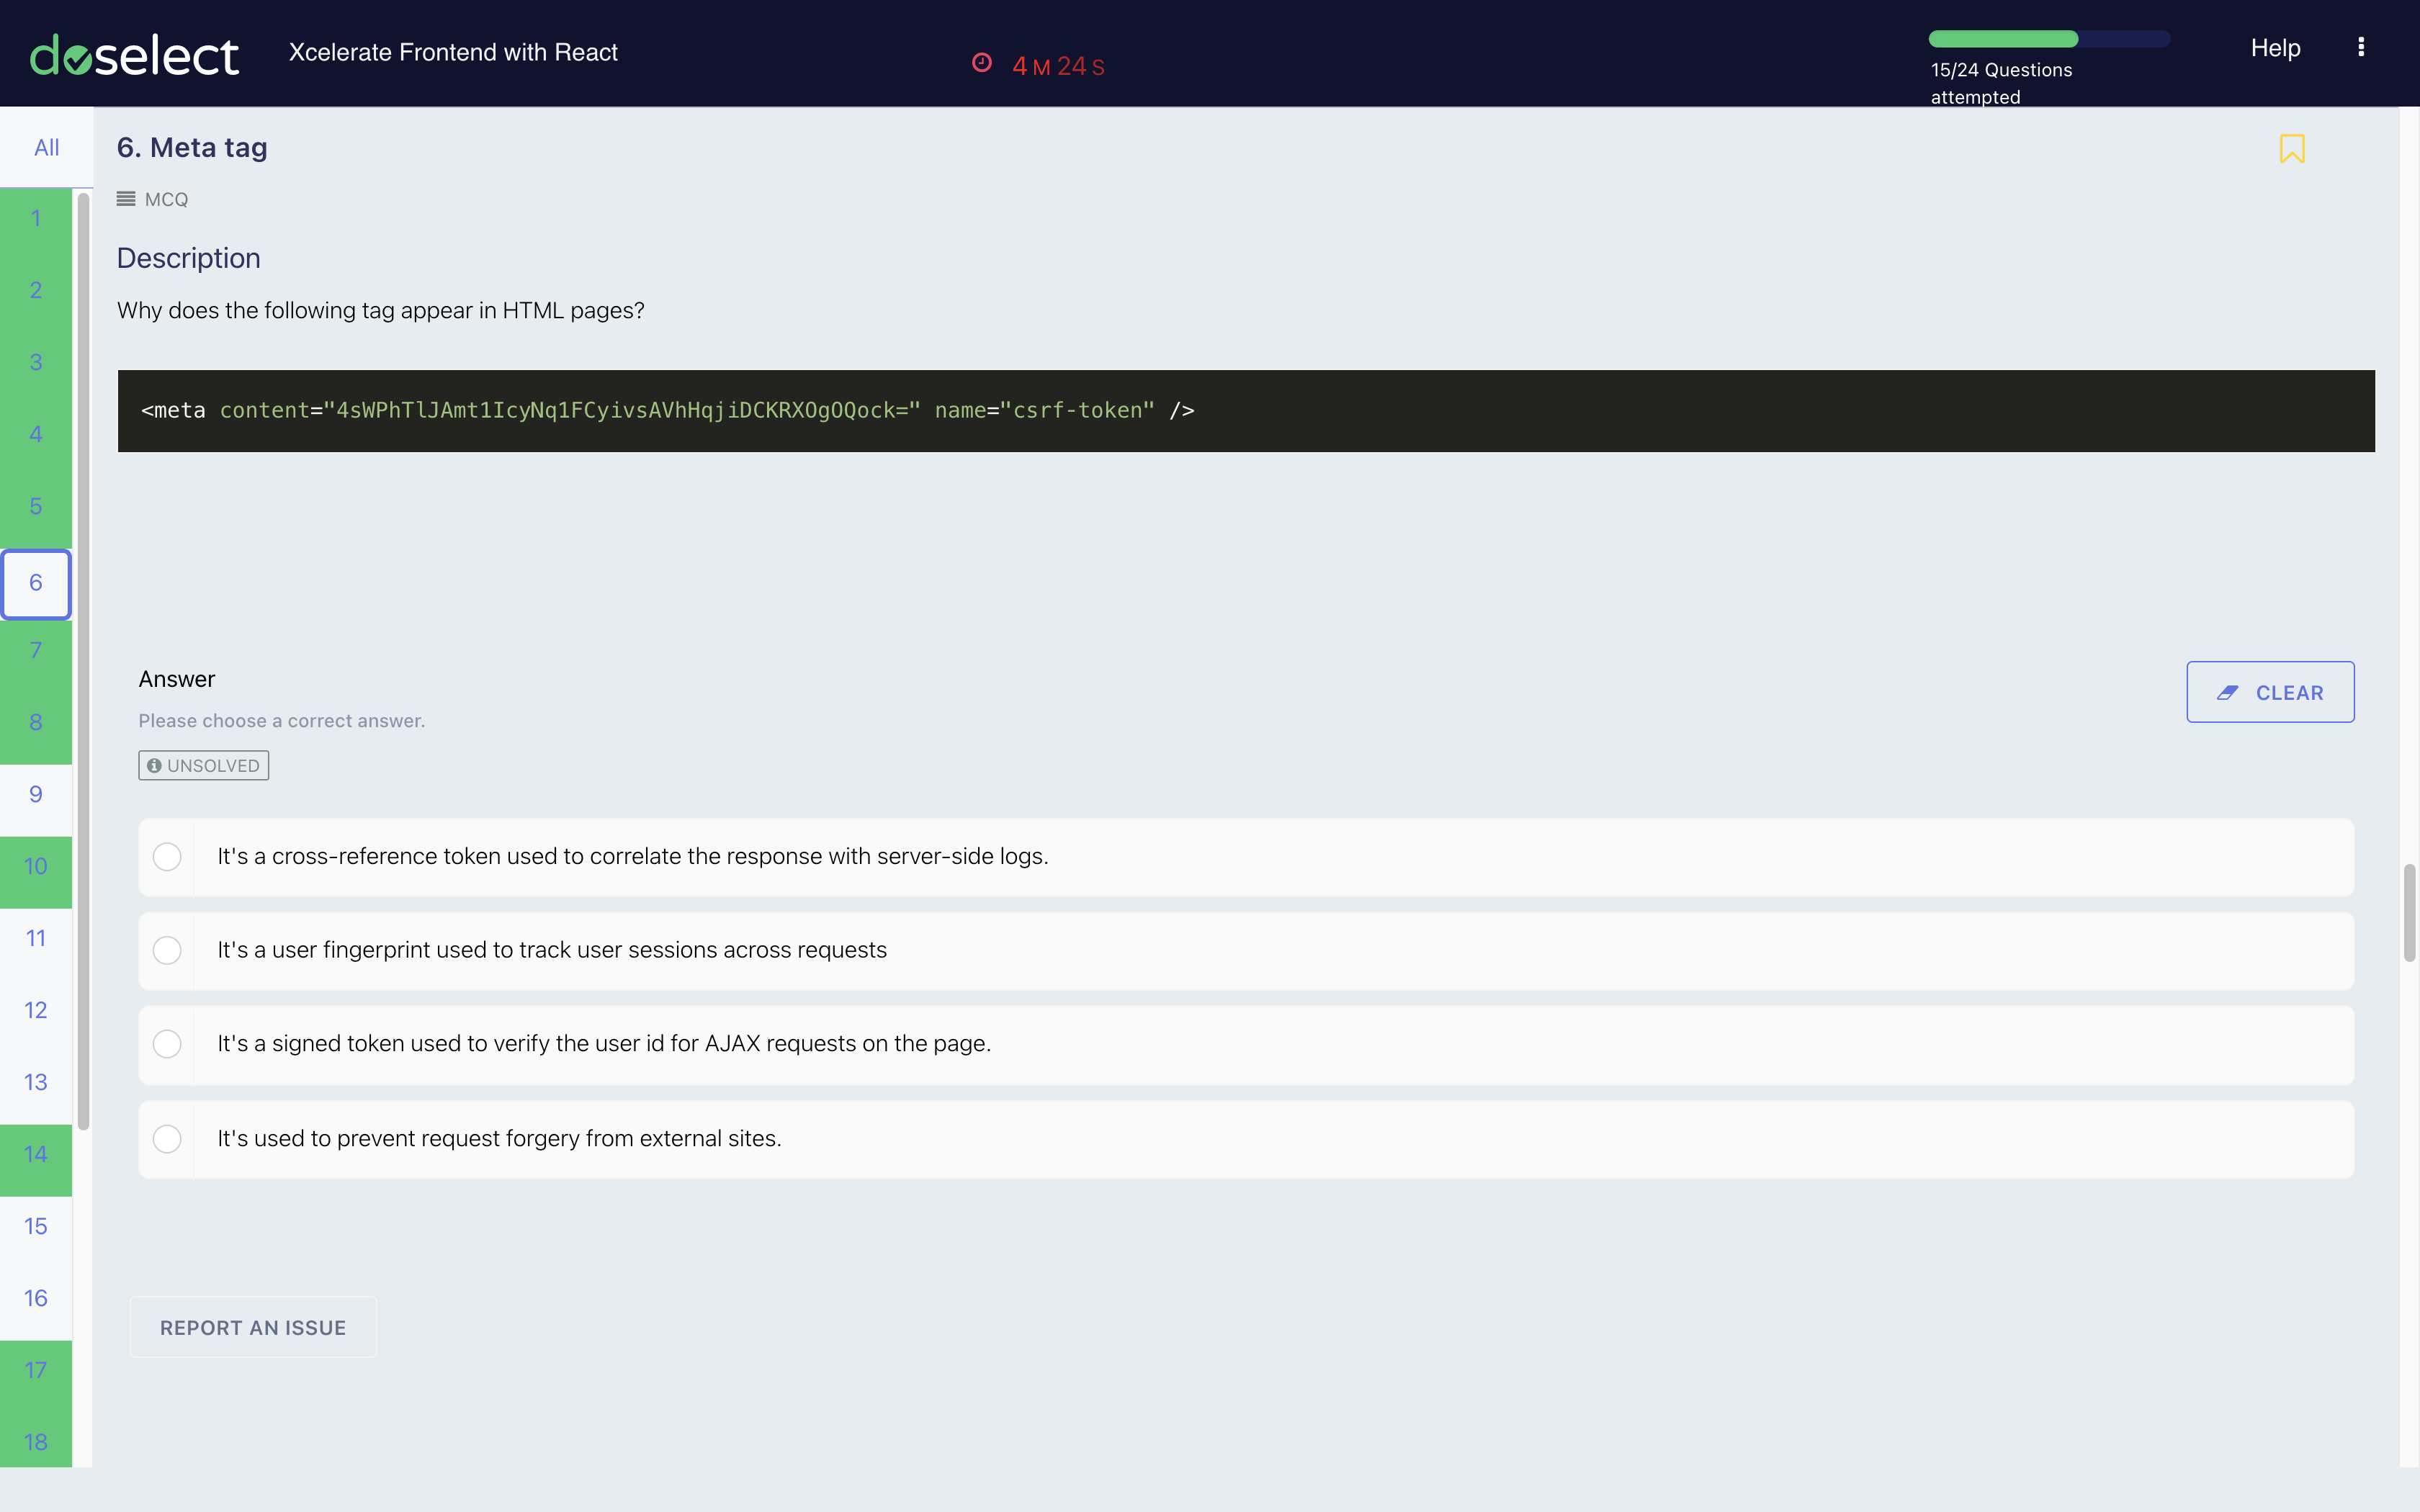 doselect
Xcelerate Frontend with React
4 M 24 S
15/24 Questions
attempted
Help
All
1
2
3
4
5
6
7
8
9
10
11
12
13
14
15
16
17
18
6. Meta tag
MCQ
Description
Why does the following tag appear in HTML pages?
<meta content="4sWPhTlJAmt1IcyNq1FCyivsAVhHqjiDCKRXOgOQock=" name="csrf-token" />
Answer
CLEAR
Please choose a correct answer.
UNSOLVED
It's a cross-reference token used to correlate the response with server-side logs.
It's a user fingerprint used to track user sessions across requests
It's a signed token used to verify the user id for AJAX requests on the page.
It's used to prevent request forgery from external sites.
REPORT AN ISSUE